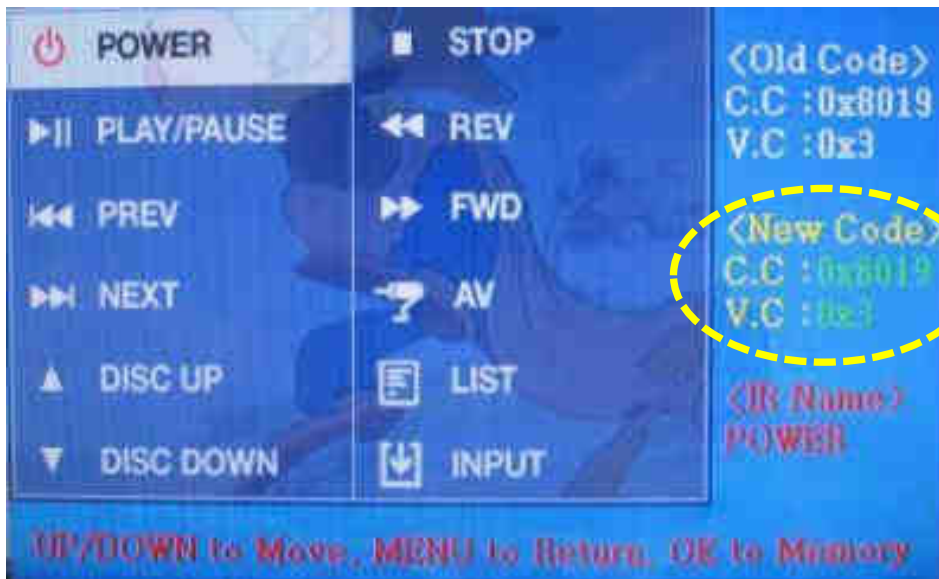 POWER
PLAY/PAUSE
PREV
NEXT
DISC UP
DISC DOWN
STOP
REV
FWD
AV
LIST
INPUT
<Old Code>
C.C :0x8019
V.C :0x3
<New Code>
C.C :0x8019
V.C :0x3
<IR Name>
POWER
UP/DOWN to Move, MENU to Return, OK to Memory